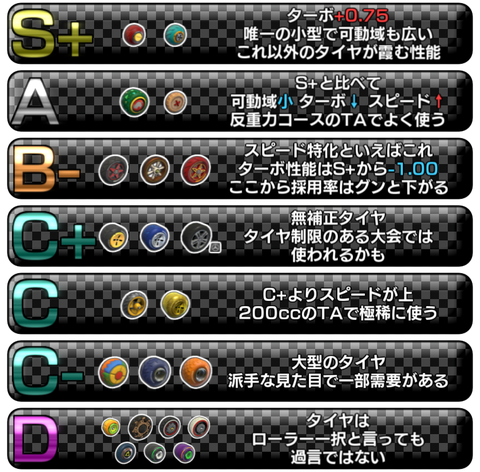 S+
ターボ+0.75
唯一の小型で可動域も広い
これ以外のタイヤが霞む性能
A
S+と比べて
可動域小 ターボ↓ スピード↑
反重力コースのTAでよく使う
B-
スピード特化といえばこれ
ターボ性能はS+から-1.00
ここから採用率はグンと下がる
C+
無補正タイヤ
タイヤ制限のある大会では
使われるかも
C
C+よりスピードが上
200ccのTAで極稀に使う
C-
大型のタイヤ
派手な見た目で一部需要がある
D
タイヤは
ローラー一択と言っても
過言ではない